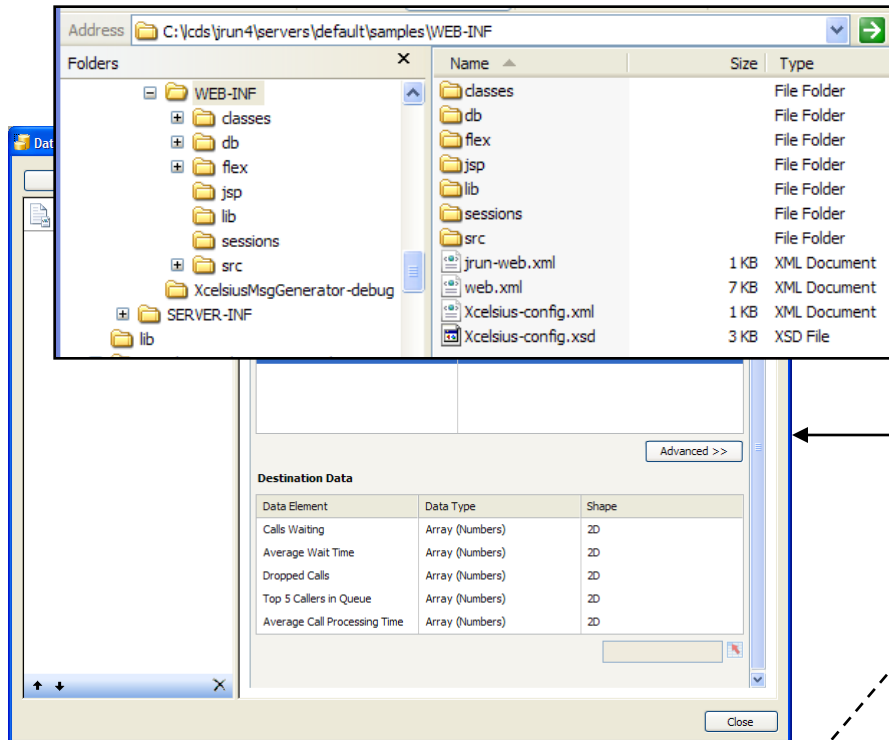 Address C:\lcds\jrun4\servers\default\samples\WEB-INF
Folders
WEB-INF
classes
db
flex
jsp
lib
sessions
src
XcelsiusMsgGenerator-debug
SERVER-INF
lib
Name Size Type
classes File Folder
db File Folder
flex File Folder
jsp File Folder
lib File Folder
sessions File Folder
src File Folder
jrun-web.xml 1 KB XML Document
web.xml 7 KB XML Document
Xcelsius-config.xml 1 KB XML Document
Xcelsius-config.xsd 3 KB XSD File
Dat
Advanced >>
Destination Data
Data Element Data Type Shape
Calls Waiting Array (Numbers) 2D
Average Wait Time Array (Numbers) 2D
Dropped Calls Array (Numbers) 2D
Top 5 Callers in Queue Array (Numbers) 2D
Average Call Processing Time Array (Numbers) 2D
Close